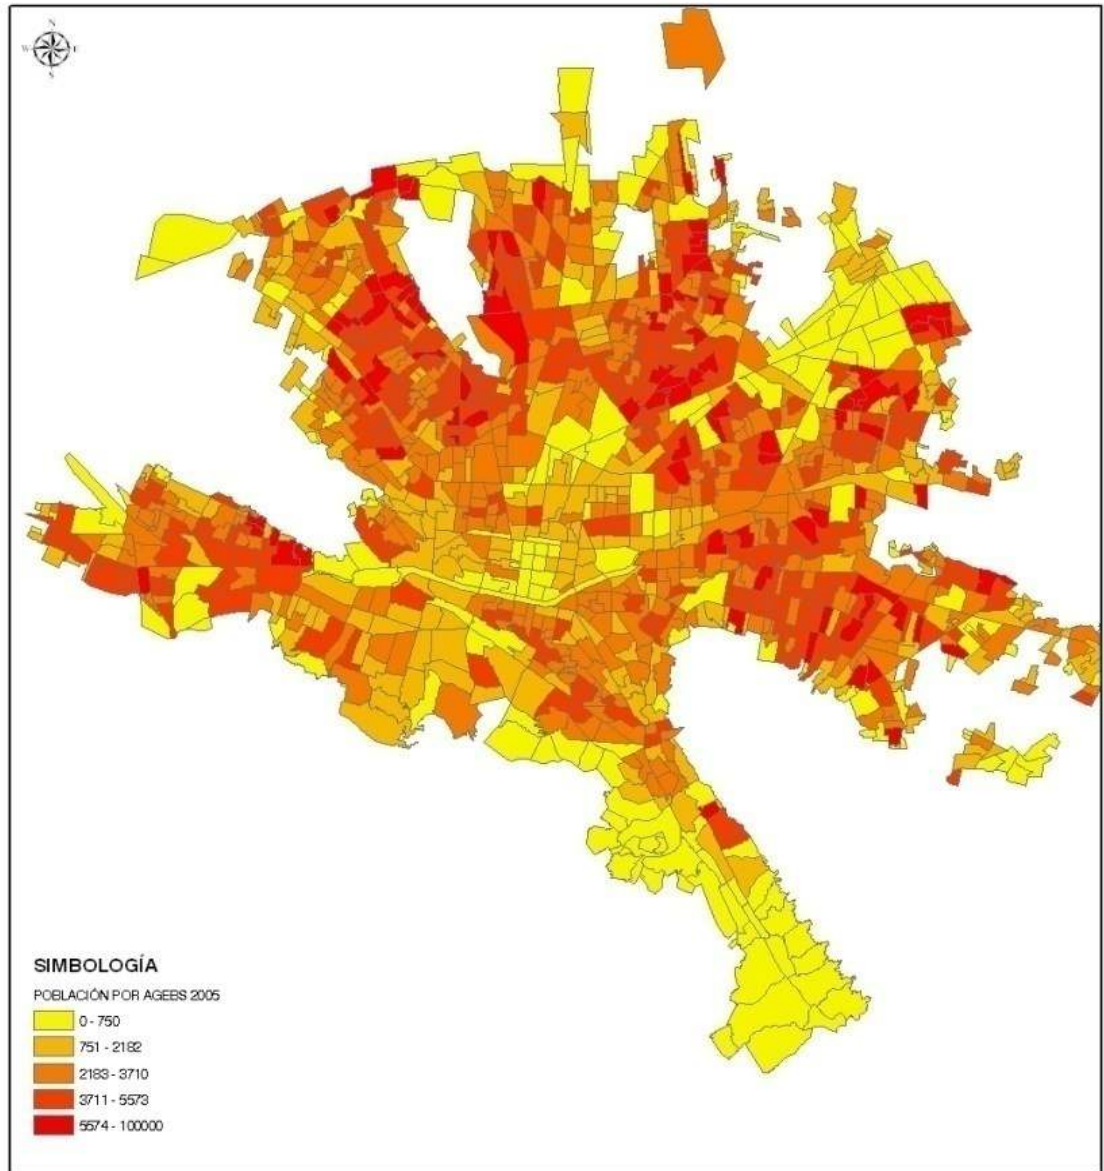 N
W E
S
SIMBOLOGÍA
POBLACIÓN POR AGEBS 2005
0 - 750
751 - 2182
2183 - 3710
3711 - 5573
5574 - 100000